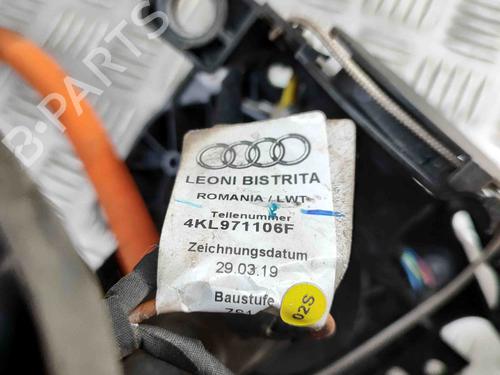 B-PARTS
LEONI BISTRITA
ROMANIA / LWT
Teilenummer
4KL971106F
Zeichnungsdatum
29.03.19
Baustufe
02S